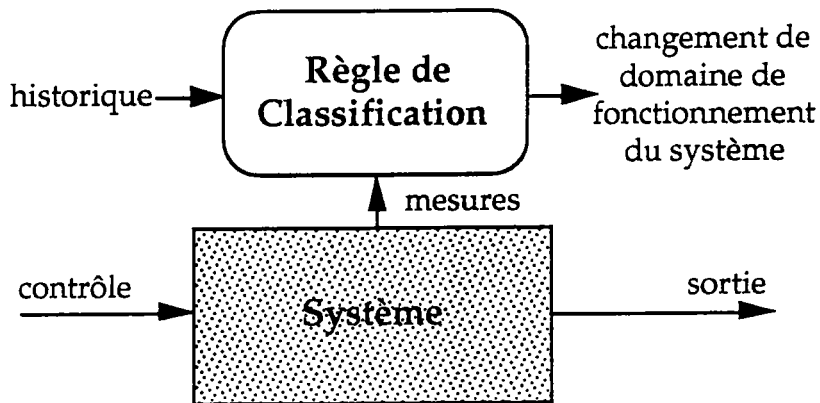 historique
Règle de
Classification
changement de
domaine de
fonctionnement
du système
mesures
contrôle
Système
sortie